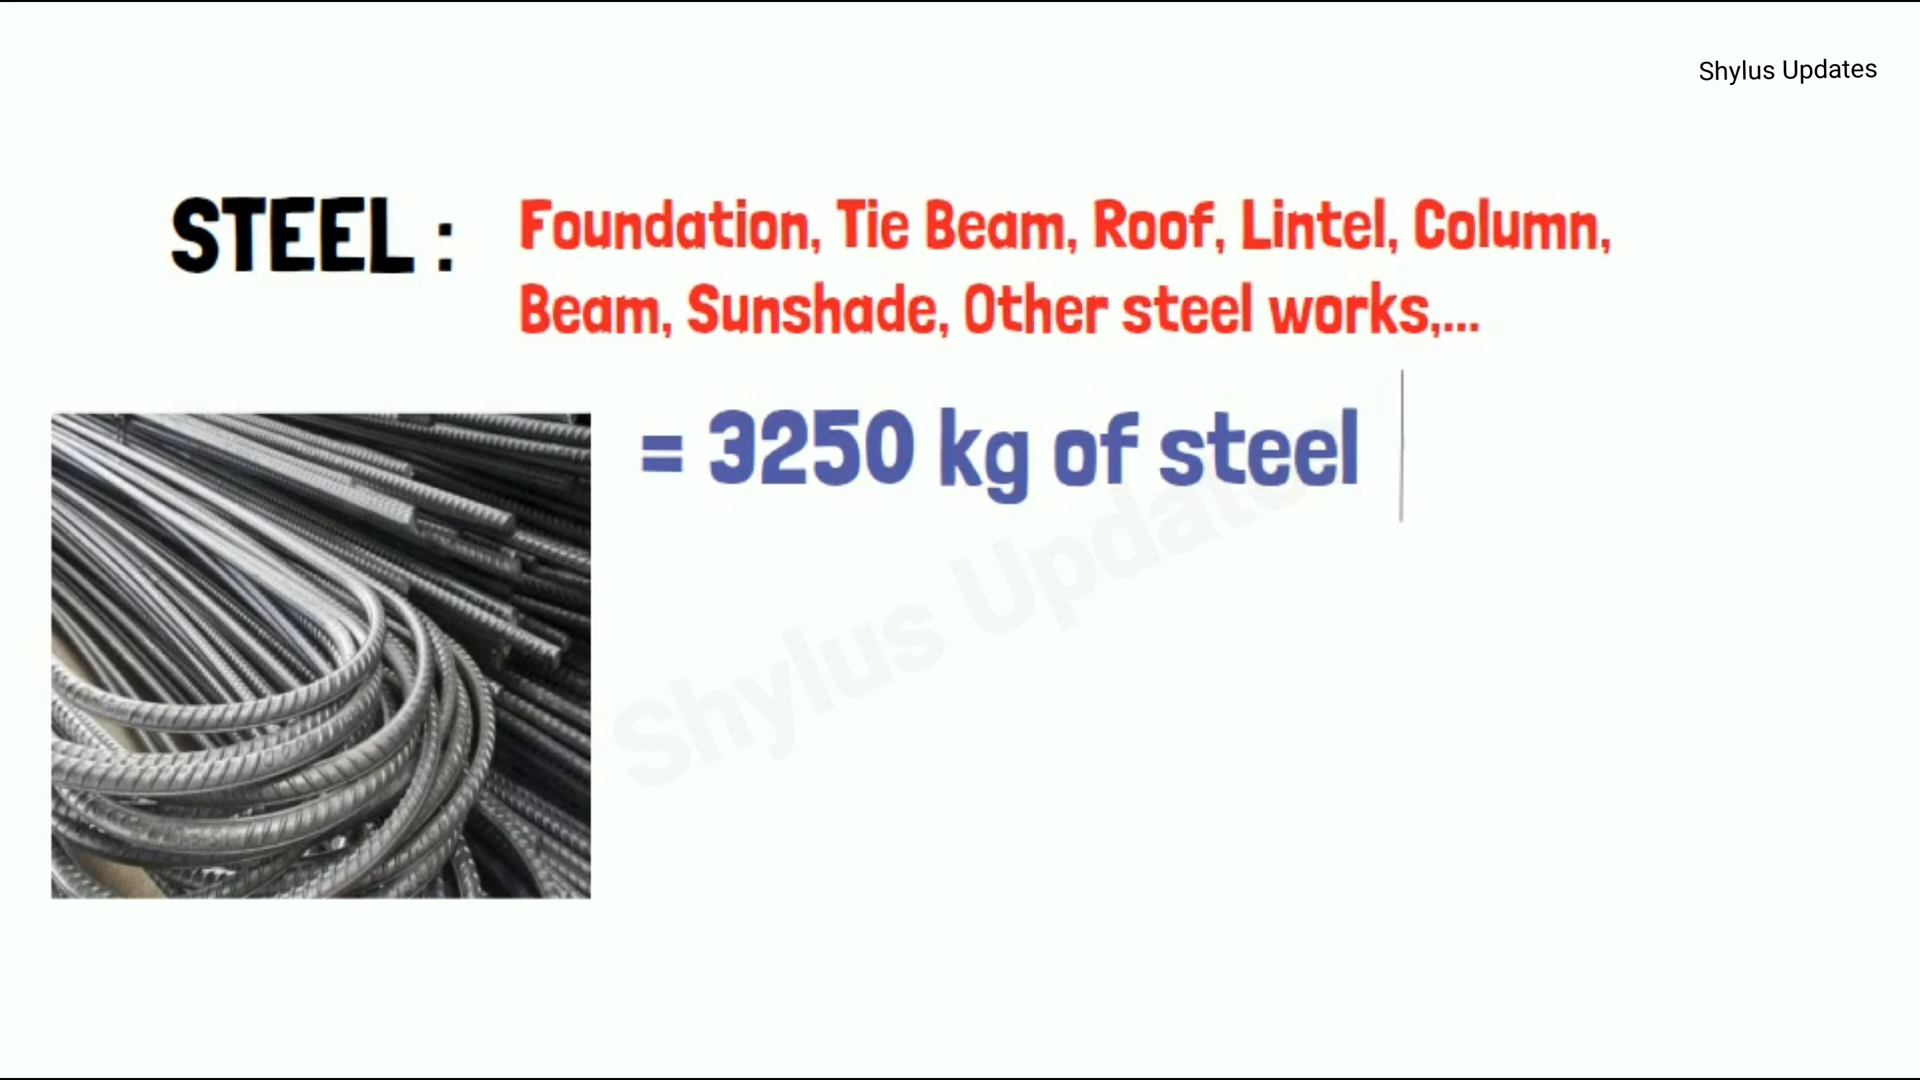 Shylus Updates
STEEL : Foundation, Tie Beam, Roof, Lintel, Column,
Beam, Sunshade, Other steel works,...
= 3250 kg of steel
Shylus Updates